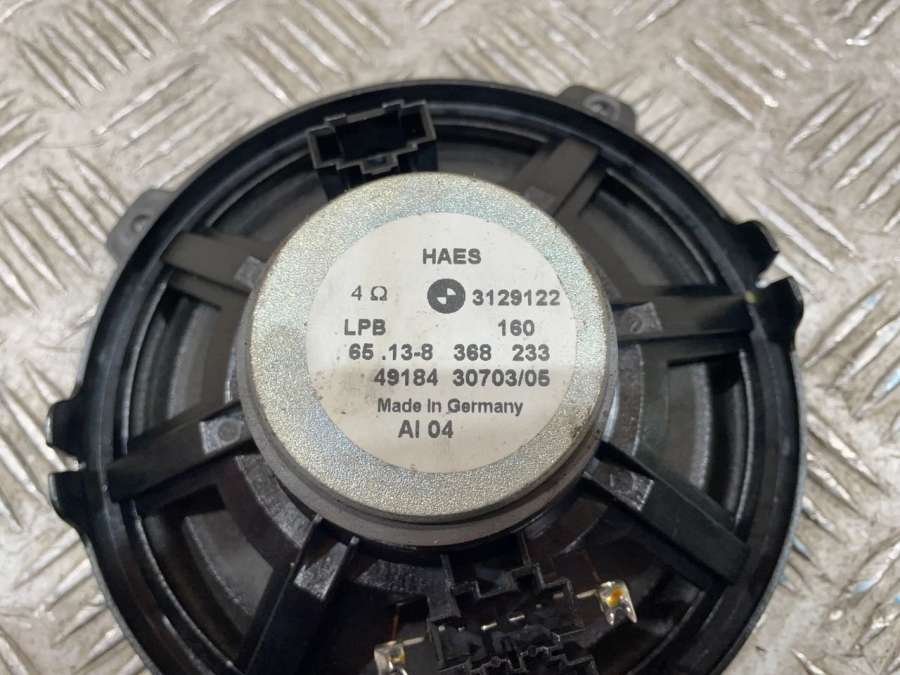 HAES
4 Ω 3129122
LPB 160
65 .13-8 368 233
49184 30703/05
Made in Germany
AI 04